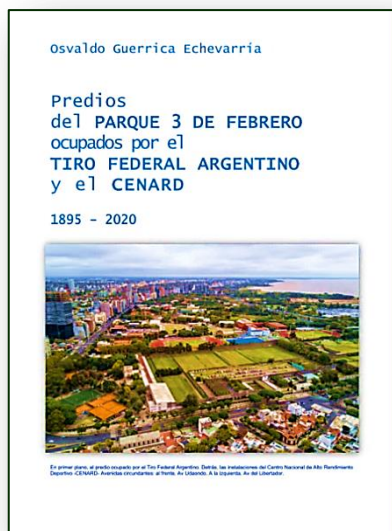 Osvaldo Guerrica Echevarría
Predios
del PARQUE 3 DE FEBRERO
ocupados por el
TIRO FEDERAL ARGENTINO
y el CENARD
1895 - 2020
En primer plano, el predio ocupado por el Tiro Federal Argentino. Detrás, las instalaciones del Centro Nacional de Alto Rendimiento
Deportivo -CENARD- Avenidas circundantes: al frente, Av Udaondo. A la izquierda, Av del Libertador.